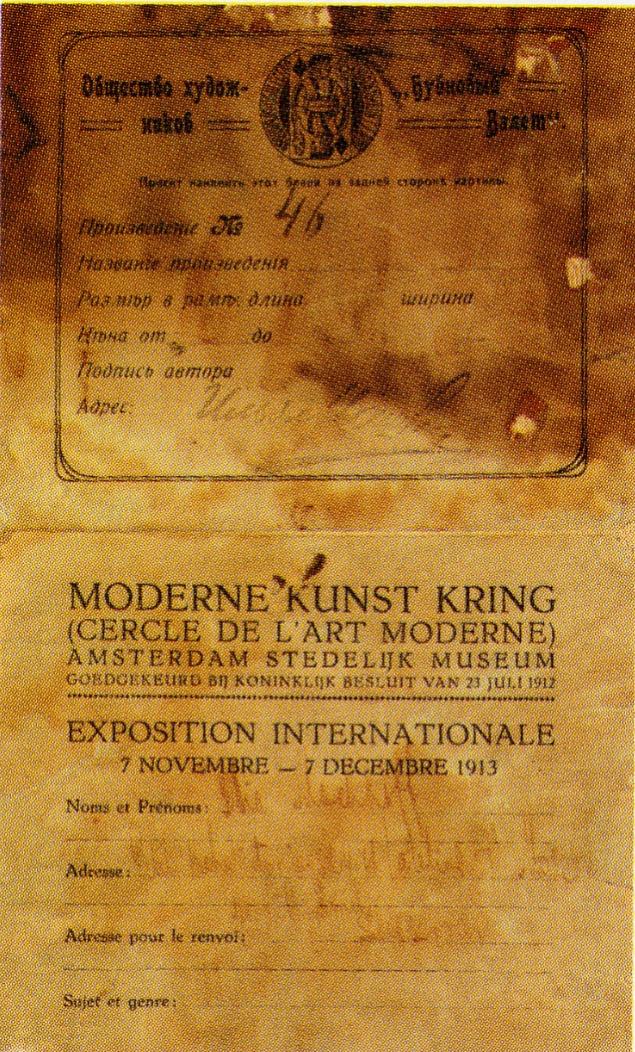 Общество худож- „Бубновый
никовъ Валетъ“.
Просят наклеить этот бланк на задней сторонѣ картины.
Произведение № 46
Названіе произведения
Размѣр в рамѣ: длина ширина
Цѣна от до
Подпись автора
Адрес:
MODERNE KUNST KRING
(CERCLE DE L'ART MODERNE)
AMSTERDAM STEDELIJK MUSEUM
GOEDGEKEURD BIJ KONINKLIJK BESLUIT VAN 23 JULI 1912
EXPOSITION INTERNATIONALE
7 NOVEMBRE — 7 DECEMBRE 1913
Noms et Prénoms:
Adresse:
Adresse pour le renvoi:
Sujet et genre: